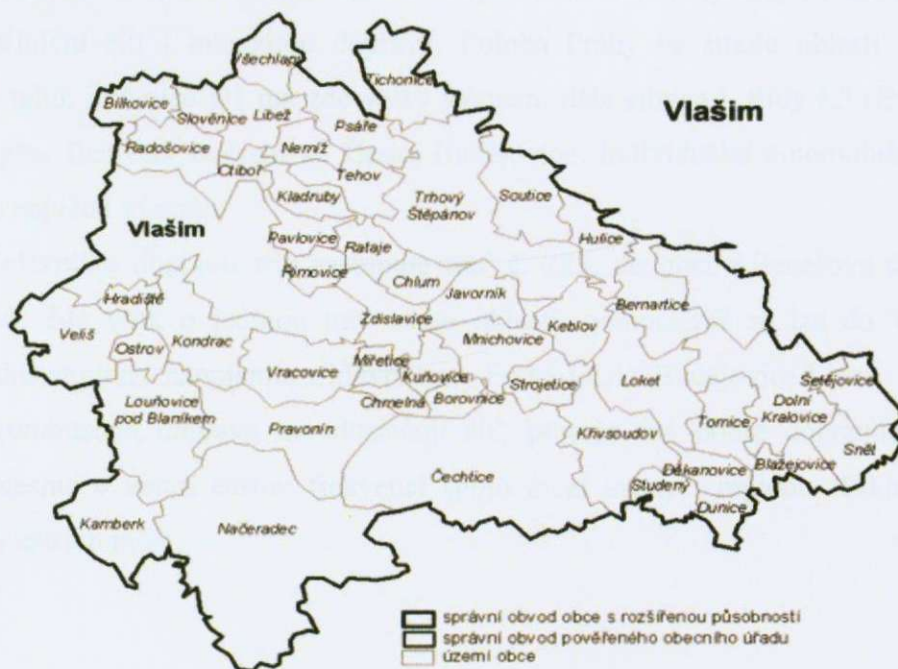 Vlašim
Všechlapy
Tichonice
Bílkovice
Slověnice
Libež
Psáře
Radošovice
Nemíž
Ctiboř
Tehov
Kladruby
Trhový
Štěpánov
Soutice
Vlašim
Pavlovice
Rataje
Hulice
Řimovice
Chlum
Javorník
Hradiště
Bernartice
Veliš
Ždislavice
Keblov
Ostrov
Kondrac
Mnichovice
Miřetice
Šetějovice
Vracovice
Kuňovice
Strojetice
Loket
Dolní
Kralovice
Louňovice
pod Blaníkem
Chmelná
Borovnice
Pravonín
Křivsoudov
Tomice
Snět
Čechtice
Děkanovice
Blažejovice
Studený
Dunice
Kamberk
Načeradec
správní obvod obce s rozšířenou působností
správní obvod pověřeného obecního úřadu
území obce